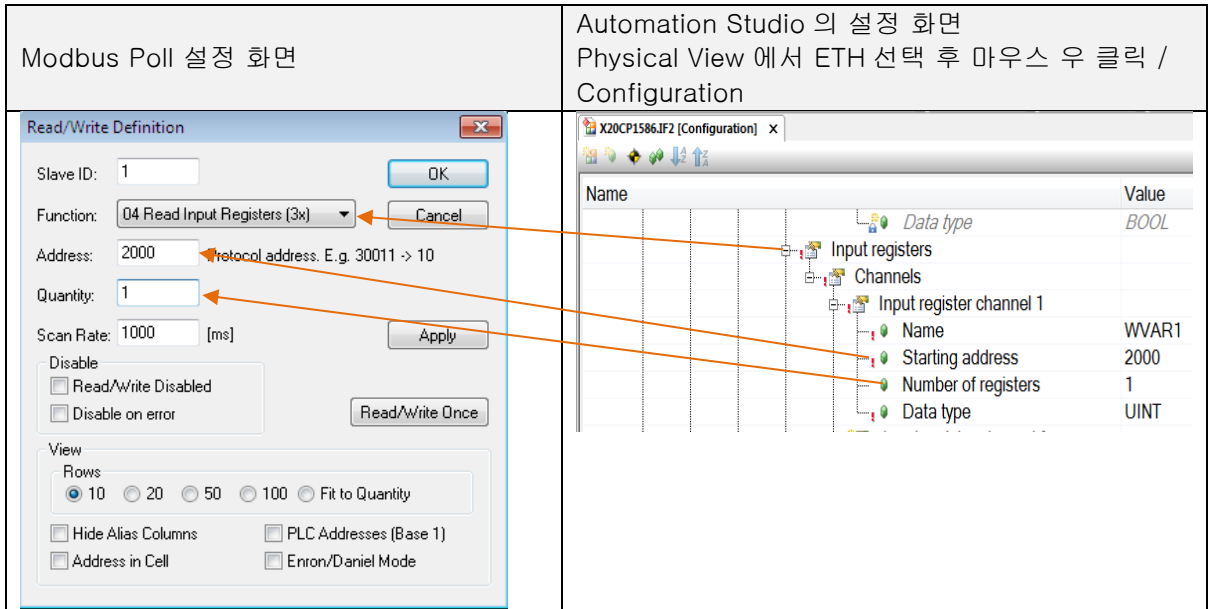 Modbus Poll 설정 화면
Automation Studio 의 설정 화면
Physical View 에서 ETH 선택 후 마우스 우 클릭 /
Configuration
Read/Write Definition
Slave ID: 1
OK
Function: 04 Read Input Registers (3x)
Cancel
Address: 2000 Protocol address. E.g. 30011 -> 10
Quantity: 1
Scan Rate: 1000 [ms]
Apply
Disable
Read/Write Disabled
Disable on error
Read/Write Once
View
Rows
10 20 50 100 Fit to Quantity
Hide Alias Columns PLC Addresses (Base 1)
Address in Cell Enron/Daniel Mode
X20CP1586.IF2 [Configuration] x
Name Value
Data type BOOL
Input registers
Channels
Input register channel 1
Name WVAR1
Starting address 2000
Number of registers 1
Data type UINT